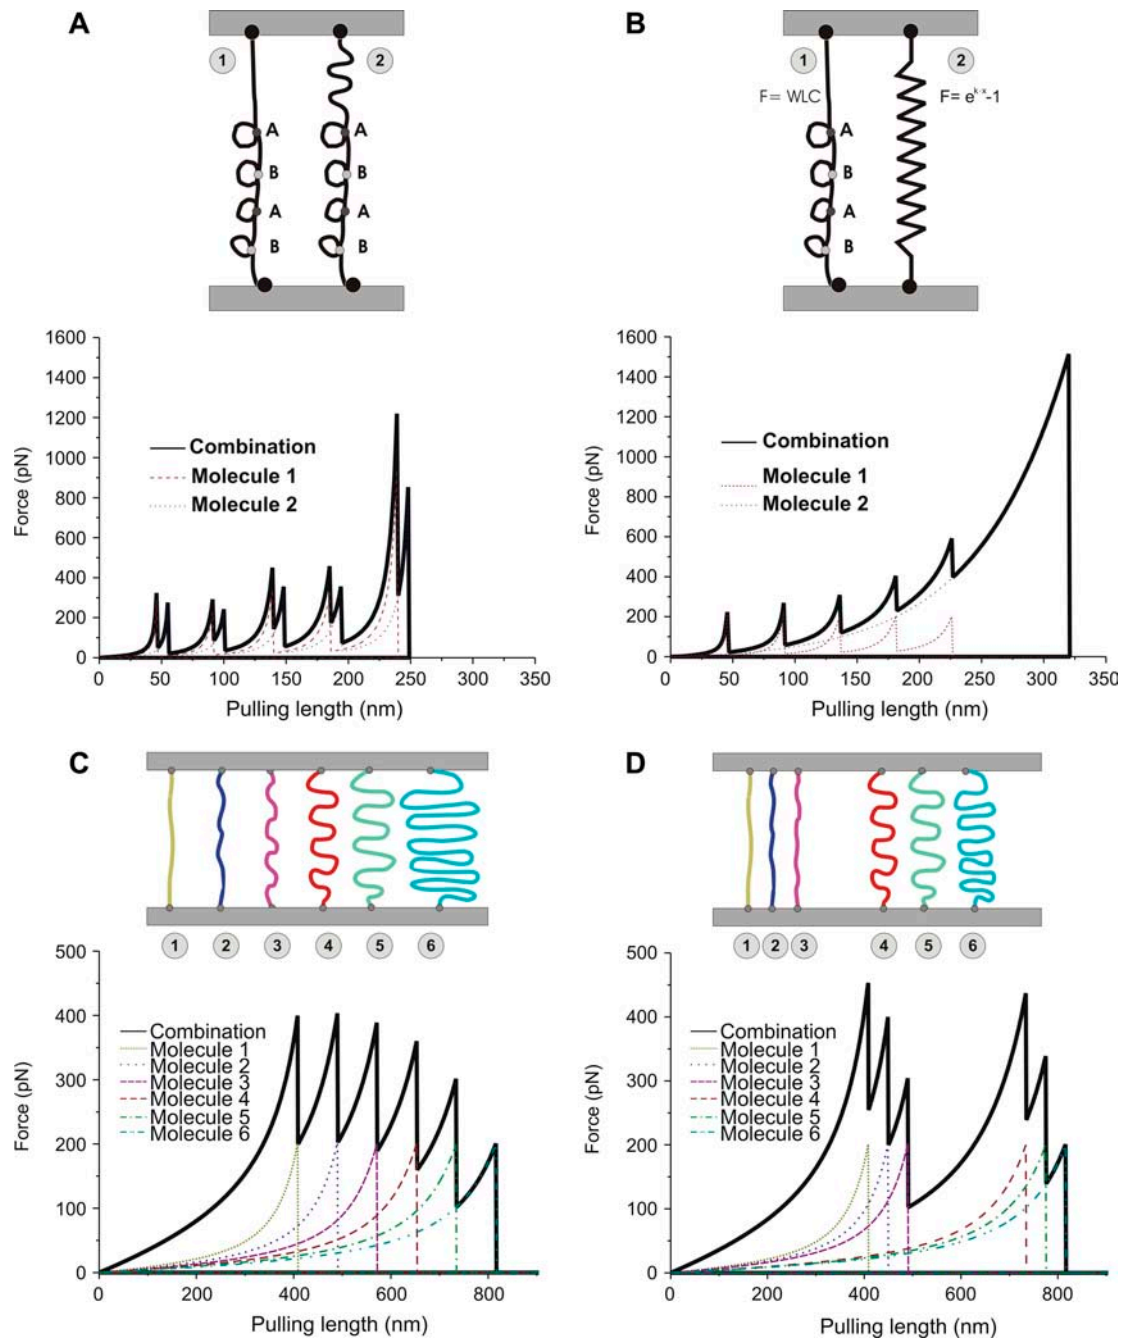 A
1
2
A
B
A
B
A
B
A
B
B
1
2
F= WLC
F= e^k·x-1
A
B
A
B
1600
1400
1200
1000
800
600
400
200
0
Force (pN)
Combination
Molecule 1
Molecule 2
0 50 100 150 200 250 300 350
Pulling length (nm)
1600
1400
1200
1000
800
600
400
200
0
Force (pN)
Combination
Molecule 1
Molecule 2
0 50 100 150 200 250 300 350
Pulling length (nm)
C
1 2 3 4 5 6
500
400
300
200
100
0
Force (pN)
Combination
Molecule 1
Molecule 2
Molecule 3
Molecule 4
Molecule 5
Molecule 6
0 200 400 600 800
Pulling length (nm)
D
1 2 3 4 5 6
500
400
300
200
100
0
Force (pN)
Combination
Molecule 1
Molecule 2
Molecule 3
Molecule 4
Molecule 5
Molecule 6
0 200 400 600 800
Pulling length (nm)